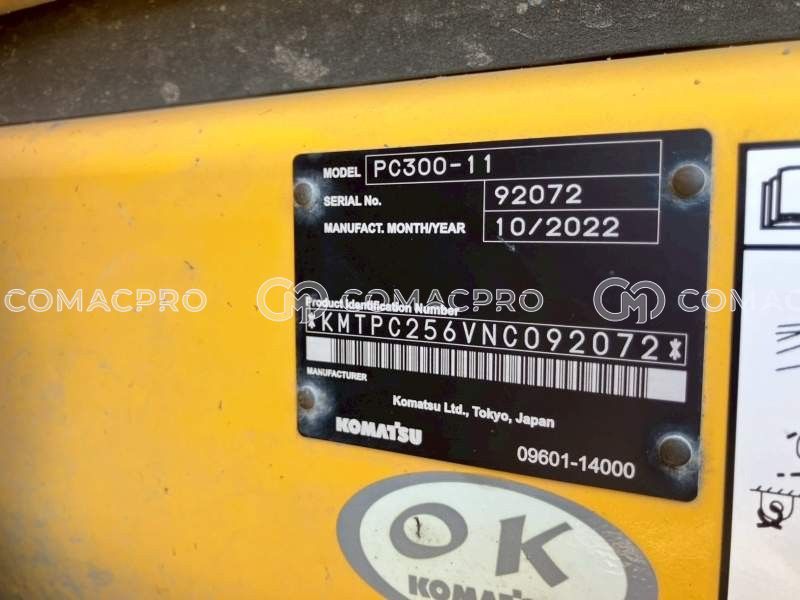 MODEL PC300-11
SERIAL No. 92072
MANUFACT. MONTH/YEAR 10/2022
COMACPRO COMACPRO COMACPRO
Product Identification Number
*KMTPC256VNC092072*
MANUFACTURER
Komatsu Ltd., Tokyo, Japan
KOMATSU
09601-14000
OK
KOMATSU